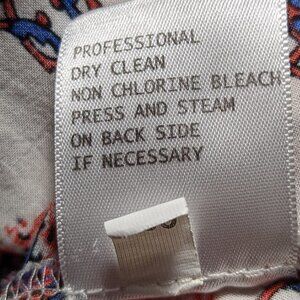 PROFESSIONAL
DRY CLEAN
NON CHLORINE BLEACH
PRESS AND STEAM
ON BACK SIDE
IF NECESSARY